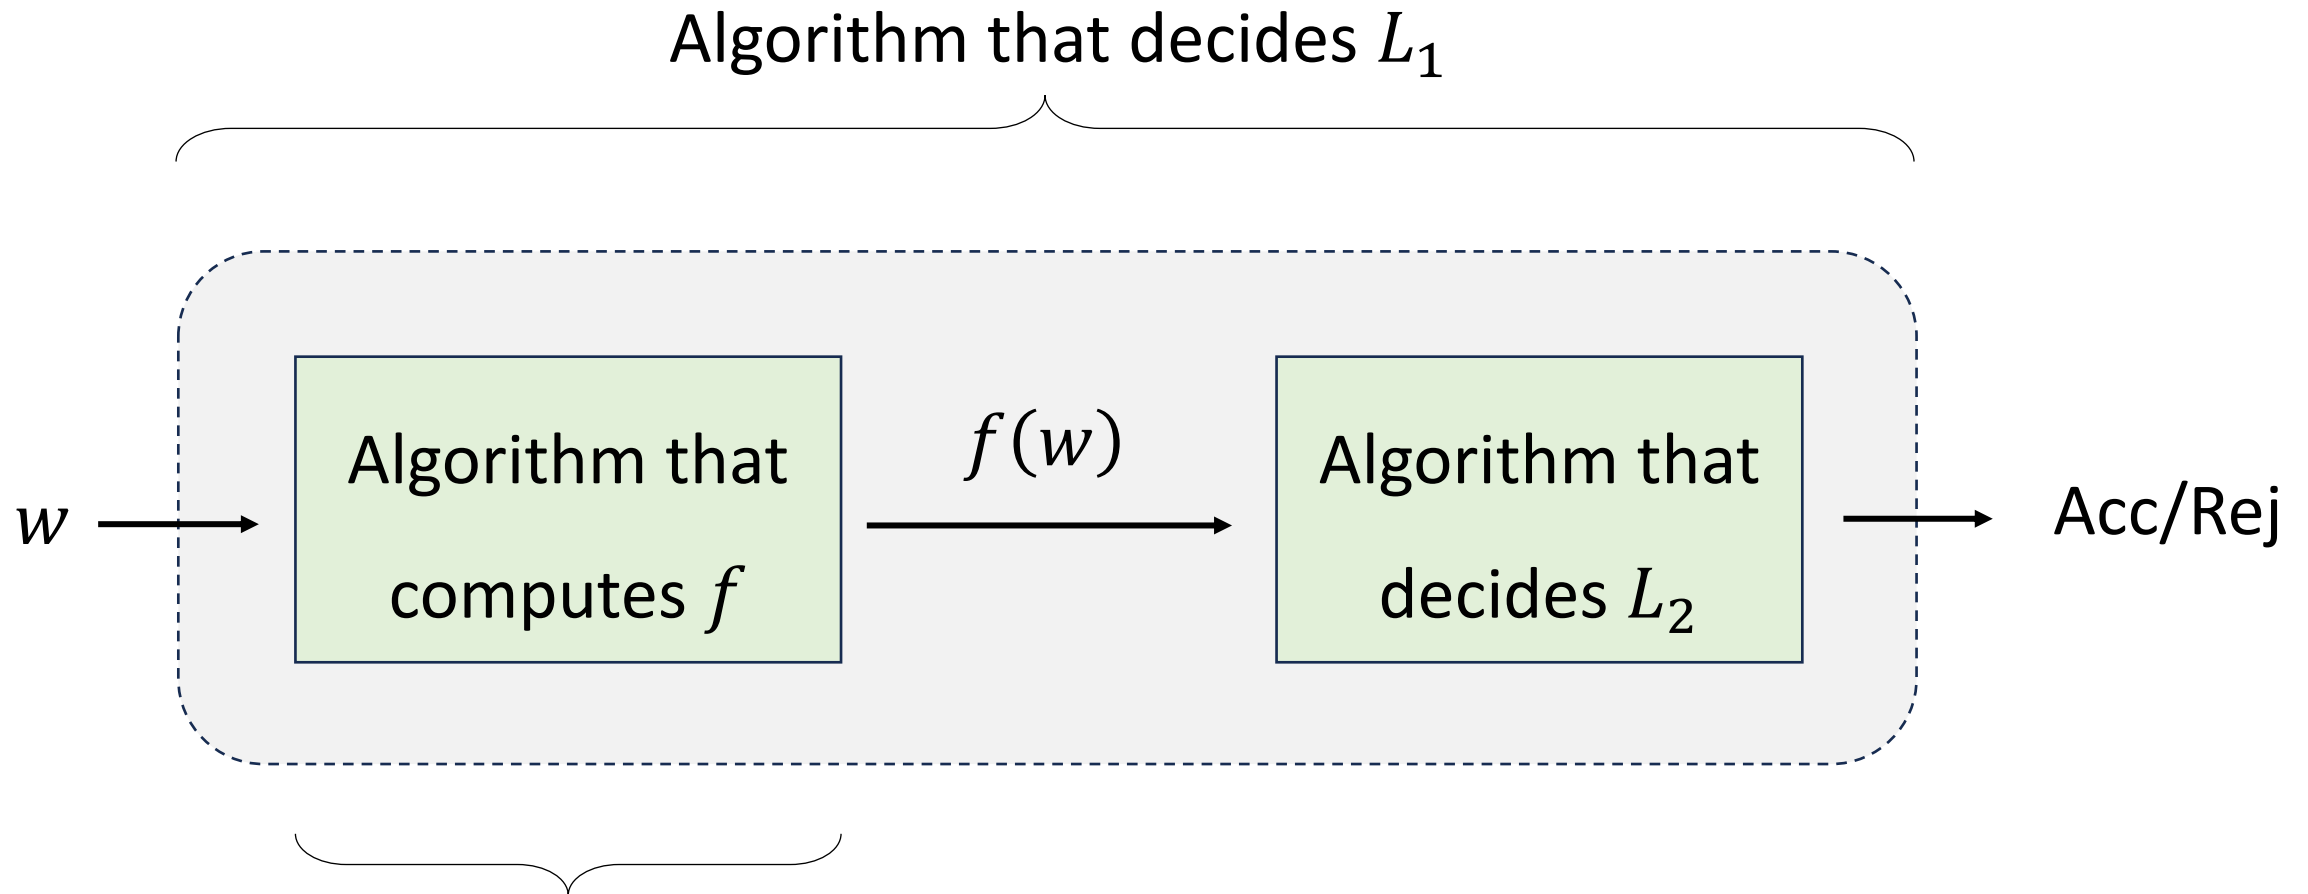 Algorithm that decides L₁
w
Algorithm that
computes f
f(w)
Algorithm that
decides L₂
Acc/Rej